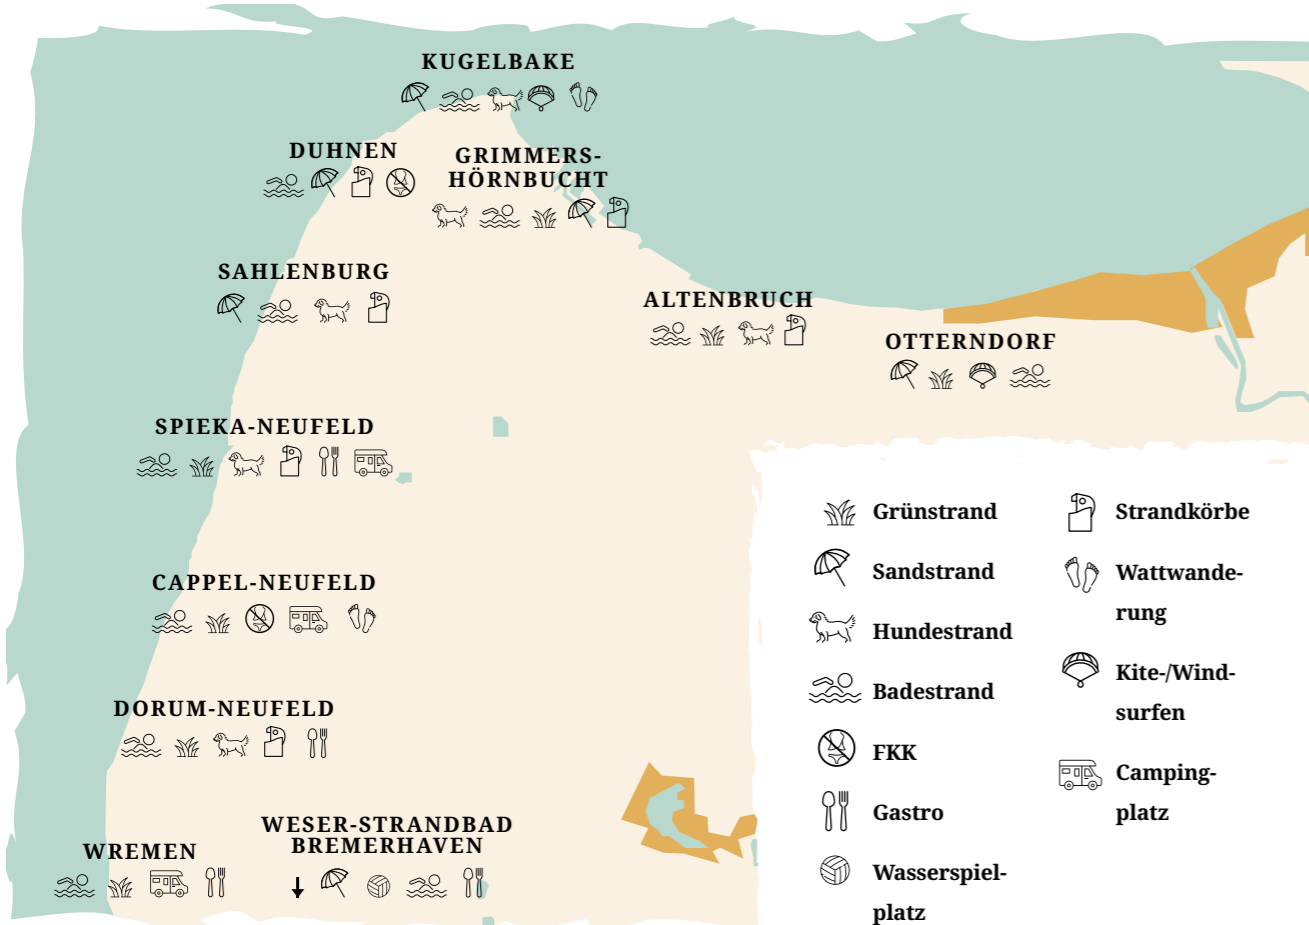 KUGELBAKE
DUHNEN
GRIMMERS-
HÖRNBUCHT
SAHLENBURG
ALTENBRUCH
OTTERNDORF
SPIEKA-NEUFELD
CAPPEL-NEUFELD
DORUM-NEUFELD
WREMEN
WESER-STRANDBAD
BREMERHAVEN
Grünstrand
Sandstrand
Hundestrand
Badestrand
FKK
Gastro
Wasserspiel-
platz
Strandkörbe
Wattwande-
rung
Kite-/Wind-
surfen
Camping-
platz